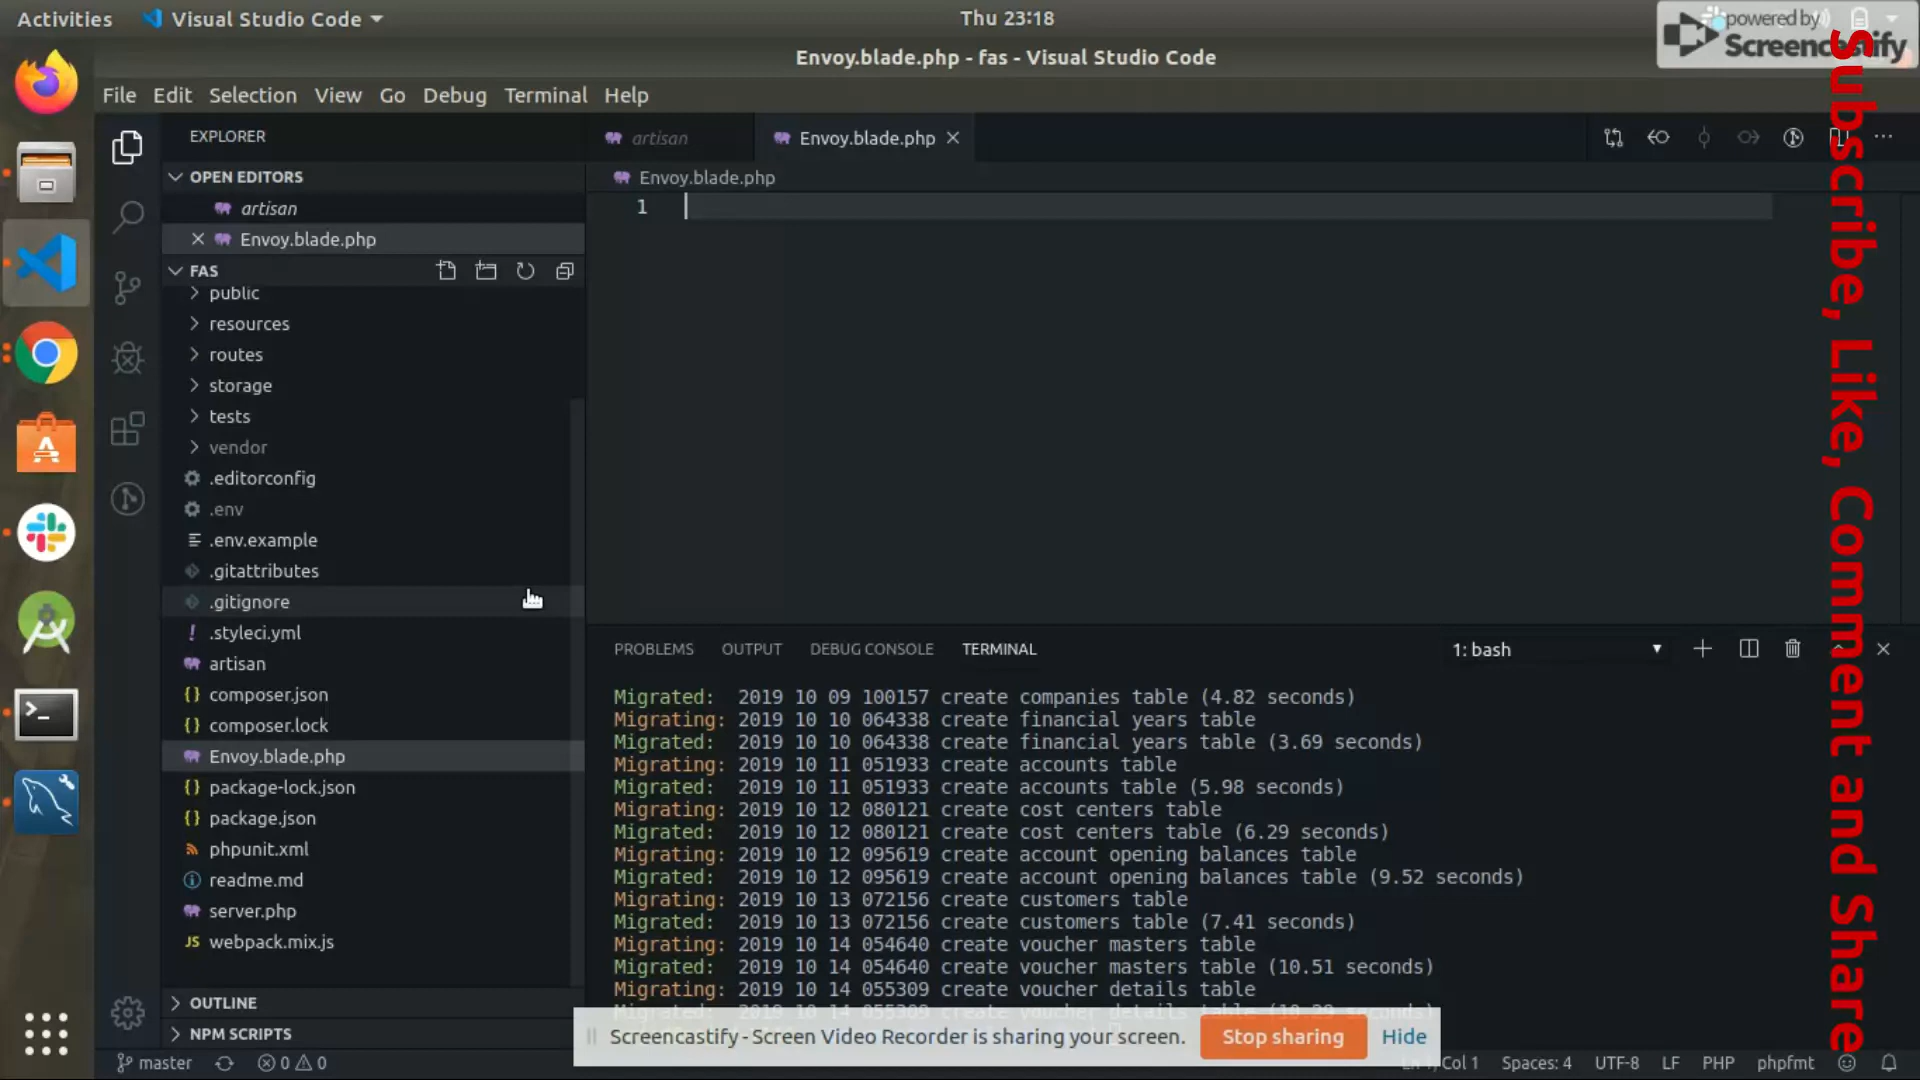 Activities
Visual Studio Code
Thu 23:18
powered by
Screencastify
Envoy.blade.php - fas - Visual Studio Code
File Edit Selection View Go Debug Terminal Help
EXPLORER
OPEN EDITORS
artisan
Envoy.blade.php
FAS
public
resources
routes
storage
tests
vendor
.editorconfig
.env
.env.example
.gitattributes
.gitignore
.styleci.yml
artisan
composer.json
composer.lock
Envoy.blade.php
package-lock.json
package.json
phpunit.xml
readme.md
server.php
webpack.mix.js
OUTLINE
NPM SCRIPTS
artisan
Envoy.blade.php
Envoy.blade.php
1
PROBLEMS OUTPUT DEBUG CONSOLE TERMINAL
1: bash
Migrated: 2019 10 09 100157 create companies table (4.82 seconds)
Migrating: 2019 10 10 064338 create financial years table
Migrated: 2019 10 10 064338 create financial years table (3.69 seconds)
Migrating: 2019 10 11 051933 create accounts table
Migrated: 2019 10 11 051933 create accounts table (5.98 seconds)
Migrating: 2019 10 12 080121 create cost centers table
Migrated: 2019 10 12 080121 create cost centers table (6.29 seconds)
Migrating: 2019 10 12 095619 create account opening balances table
Migrated: 2019 10 12 095619 create account opening balances table (9.52 seconds)
Migrating: 2019 10 13 072156 create customers table
Migrated: 2019 10 13 072156 create customers table (7.41 seconds)
Migrating: 2019 10 14 054640 create voucher masters table
Migrated: 2019 10 14 054640 create voucher masters table (10.51 seconds)
Migrating: 2019 10 14 055309 create voucher details table
Screencastify - Screen Video Recorder is sharing your screen.
Stop sharing
Hide
master
0 0
Col 1
Spaces: 4
UTF-8
LF
PHP
phpfmt
Subscribe, Like, Comment and Share